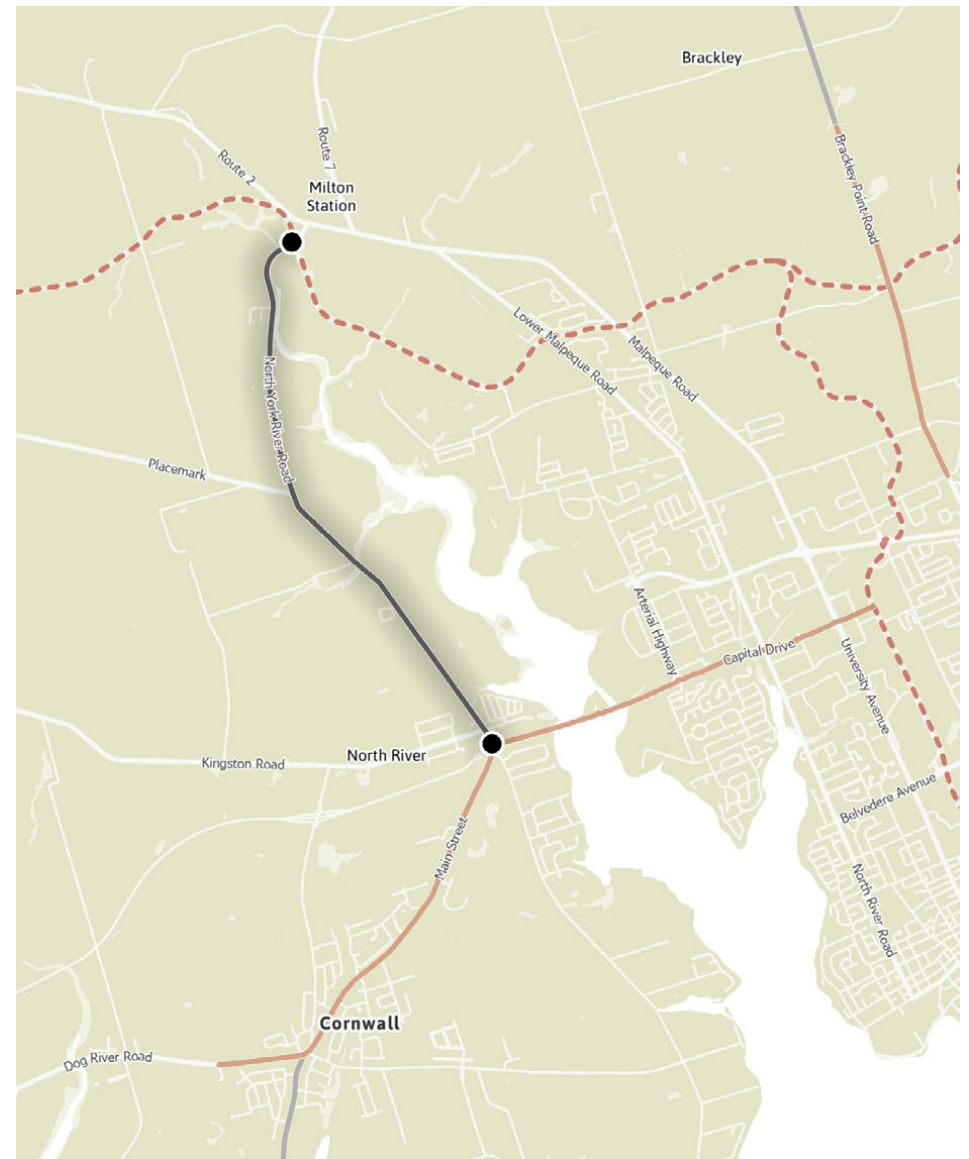 Brackley
Route 2
Route 7
Milton
Station
Brackley Point Road
Lower Malpeque Road
Malpeque Road
North York River Road
Placemark
Arterial Highway
Capital Drive
University Avenue
Kingston Road
North River
Belvedere Avenue
Main Street
North River Road
Cornwall
Dog River Road